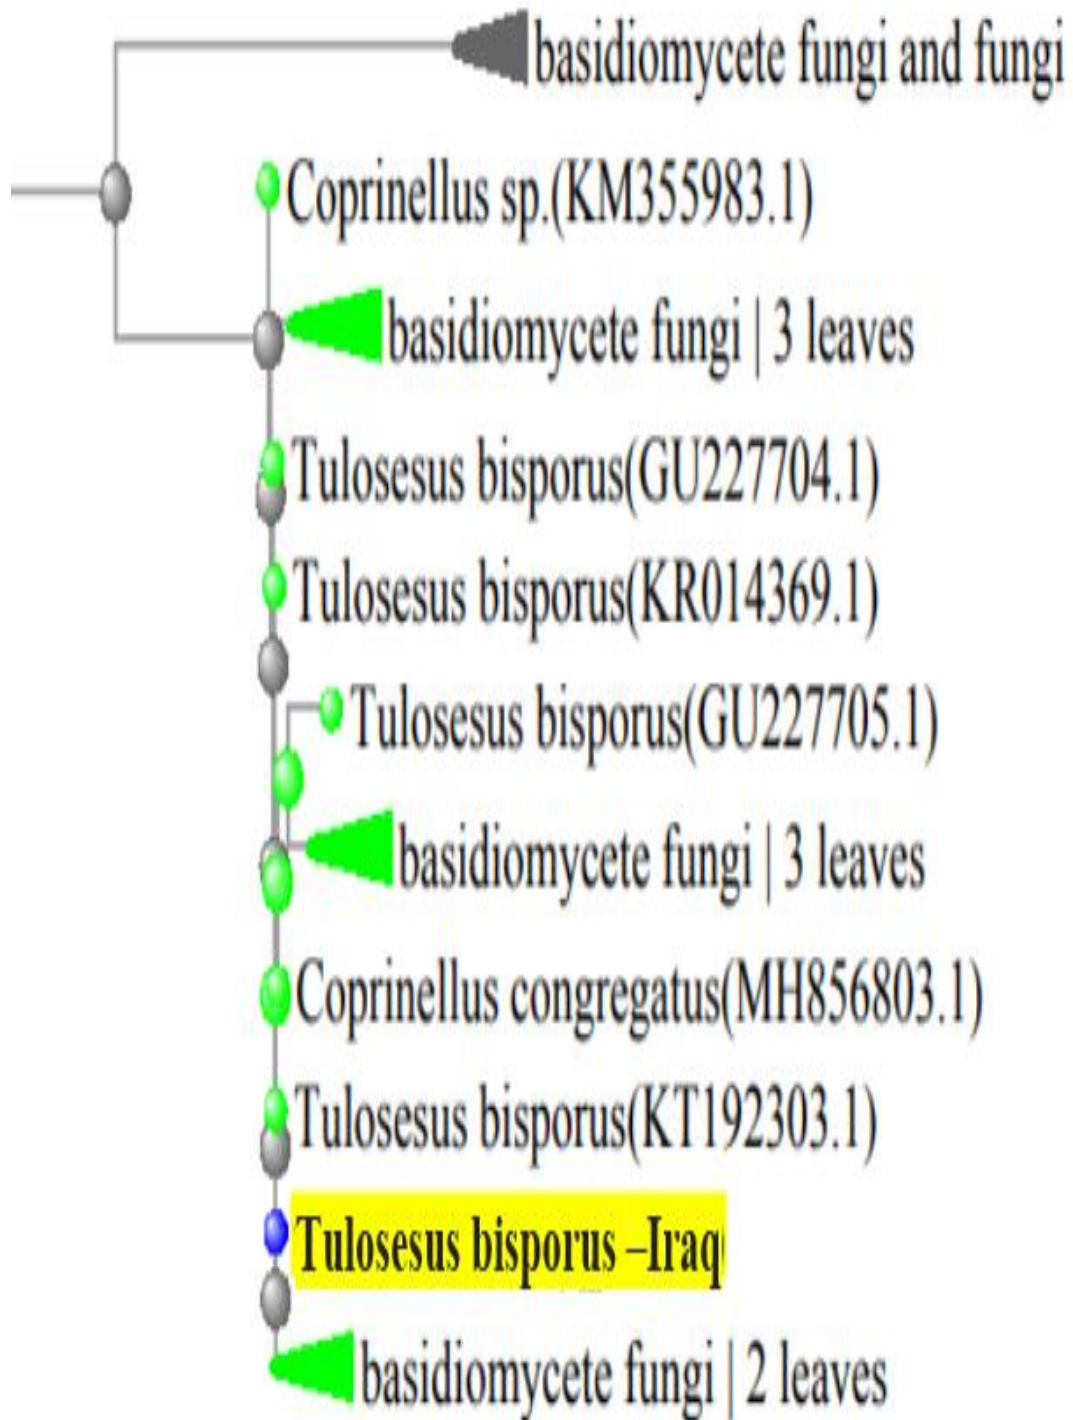 basidiomycete fungi and fungi
Coprinellus sp.(KM355983.1)
basidiomycete fungi | 3 leaves
Tulosesus bisporus(GU227704.1)
Tulosesus bisporus(KR014369.1)
Tulosesus bisporus(GU227705.1)
basidiomycete fungi | 3 leaves
Coprinellus congregatus(MH856803.1)
Tulosesus bisporus(KT192303.1)
Tulosesus bisporus –Iraq(
basidiomycete fungi | 2 leaves